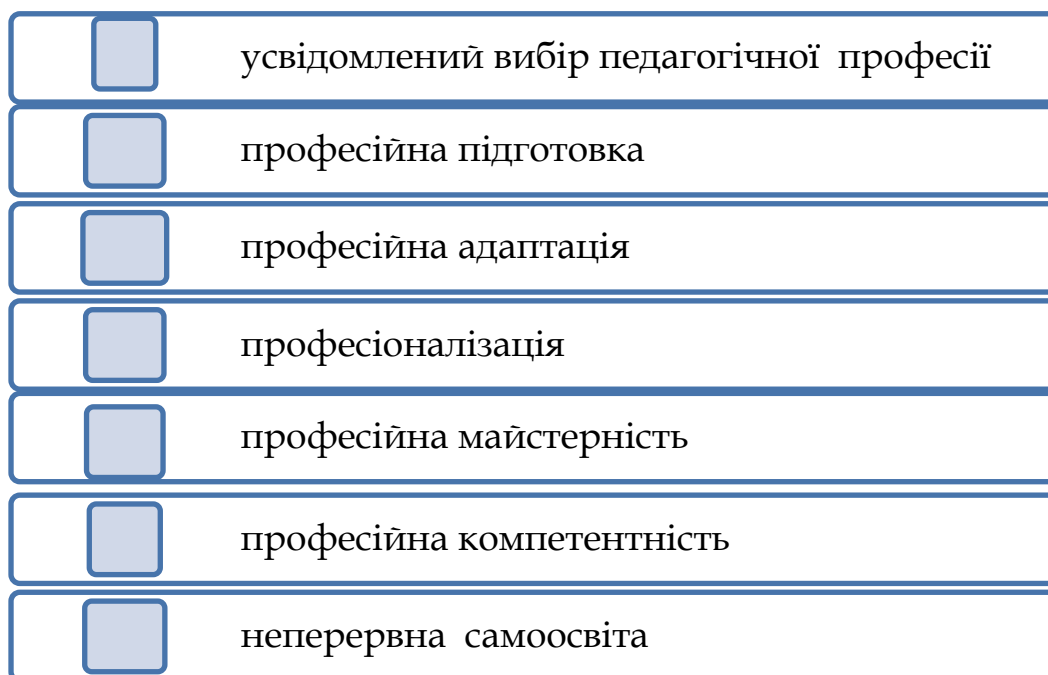 усвідомлений вибір педагогічної професії
професійна підготовка
професійна адаптація
професіоналізація
професійна майстерність
професійна компетентність
неперервна самоосвіта